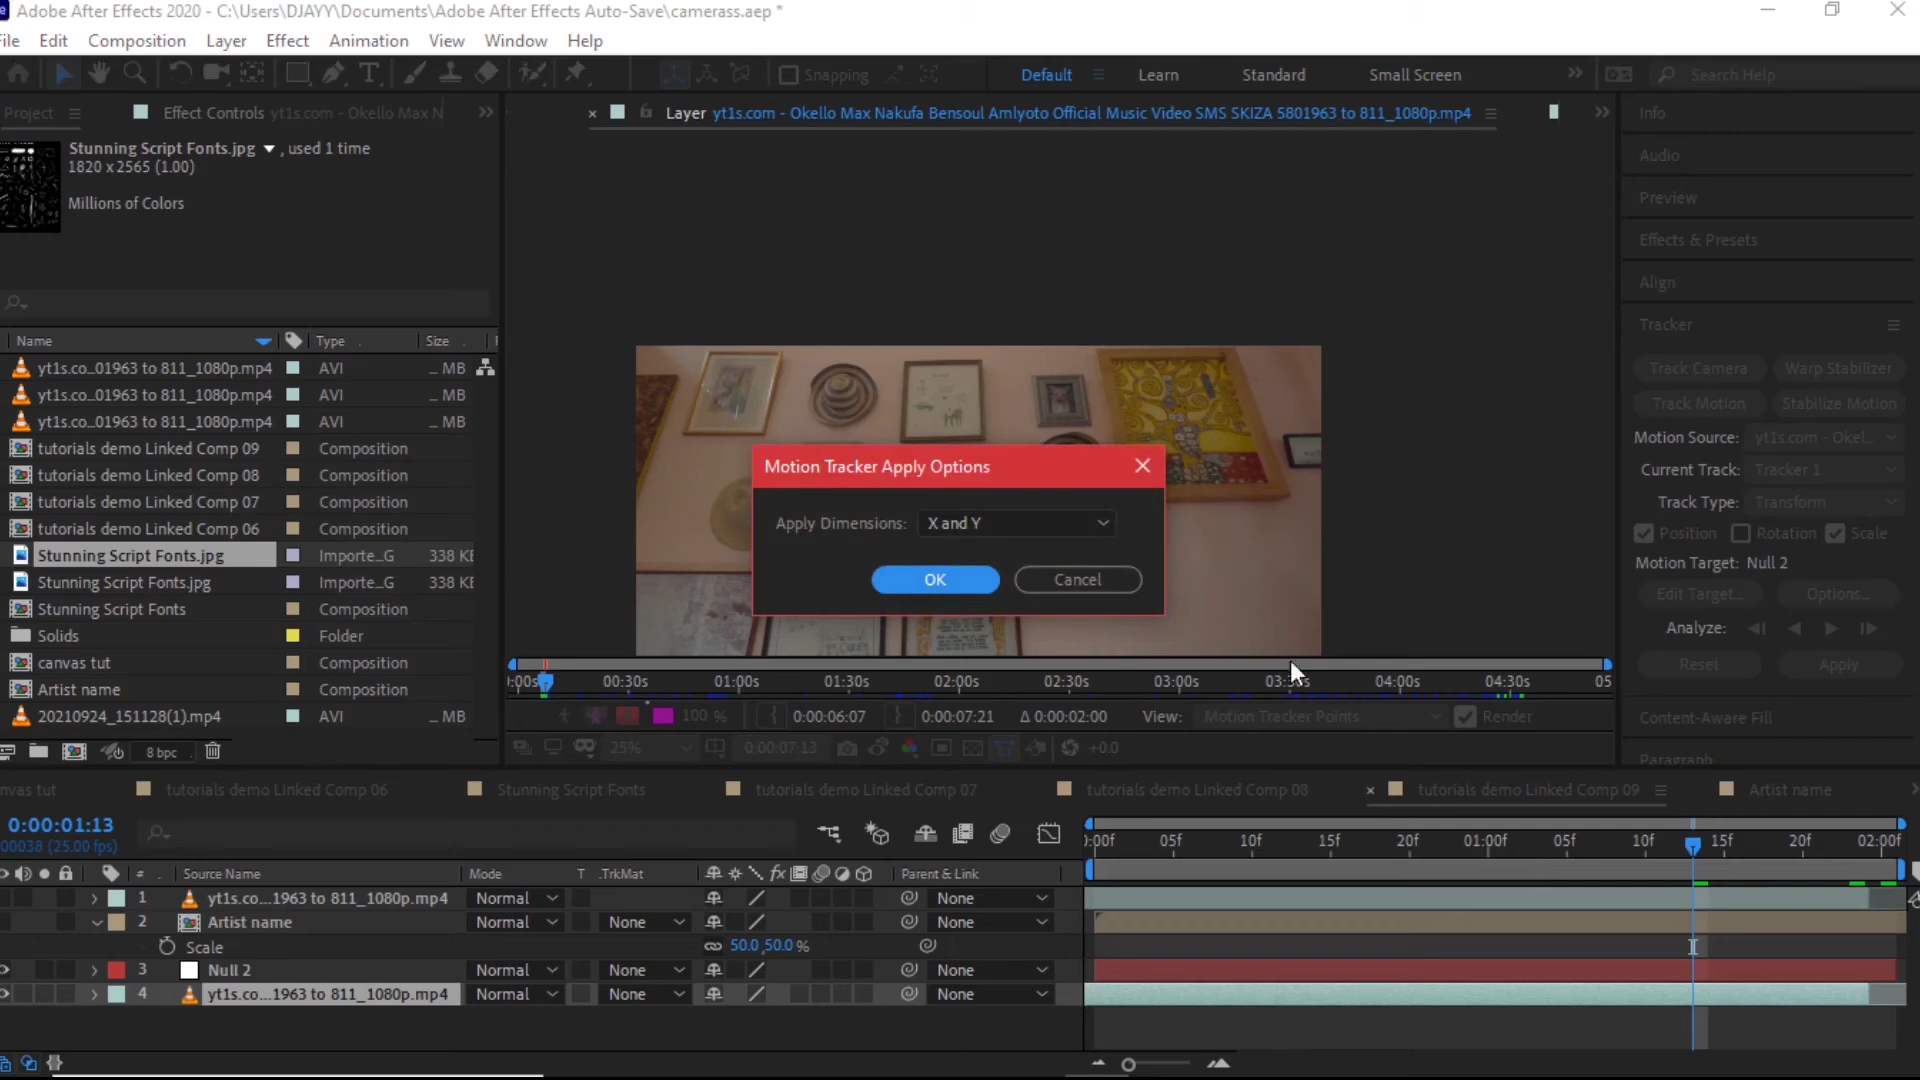 Adobe After Effects 2020 - C:\Users\DJAYY\Documents\Adobe After Effects Auto-Save\camerass.aep *
File Edit Composition Layer Effect Animation View Window Help
T Snapping Default Learn Standard Small Screen Search Help
Project Effect Controls yt1s.com - Okello Max N
Layer yt1s.com - Okello Max Nakufa Bensoul Amlyoto Official Music Video SMS SKIZA 5801963 to 811_1080p.mp4
Stunning Script Fonts.jpg , used 1 time
1820 x 2565 (1.00)
Millions of Colors
Name Type Size
yt1s.co...01963 to 811_1080p.mp4 AVI ... MB
yt1s.co...01963 to 811_1080p.mp4 AVI ... MB
yt1s.co...01963 to 811_1080p.mp4 AVI ... MB
tutorials demo Linked Comp 09 Composition
tutorials demo Linked Comp 08 Composition
tutorials demo Linked Comp 07 Composition
tutorials demo Linked Comp 06 Composition
Stunning Script Fonts.jpg Importe...G 338 KE
Stunning Script Fonts.jpg Importe...G 338 KE
Stunning Script Fonts Composition
Solids Folder
canvas tut Composition
Artist name Composition
20210924_151128(1).mp4 AVI ... MB
8 bpc
Motion Tracker Apply Options
Apply Dimensions: X and Y
OK Cancel
):00s 00:30s 01:00s 01:30s 02:00s 02:30s 03:00s 03:30s 04:00s 04:30s 05
100 % 0:00:06:07 0:00:07:21 Δ 0:00:02:00 View: Motion Tracker Points Render
25% 0:00:07:13 +0.0
Info
Audio
Preview
Effects & Presets
Align
Tracker
Track Camera Warp Stabilizer
Track Motion Stabilize Motion
Motion Source: yt1s.com - Okel...
Current Track: Tracker 1
Track Type: Transform
Position Rotation Scale
Motion Target: Null 2
Edit Target... Options...
Analyze:
Reset Apply
Content-Aware Fill
Paragraph
nvas tut tutorials demo Linked Comp 06 Stunning Script Fonts tutorials demo Linked Comp 07 tutorials demo Linked Comp 08 tutorials demo Linked Comp 09 Artist name
0:00:01:13
00038 (25.00 fps)
):00f 05f 10f 15f 20f 01:00f 05f 10f 15f 20f 02:00f
# Source Name Mode T .TrkMat fx Parent & Link
1 yt1s.co...1963 to 811_1080p.mp4 Normal None
2 Artist name Normal None None
Scale 50.0,50.0 %
3 Null 2 Normal None None
4 yt1s.co...1963 to 811_1080p.mp4 Normal None None